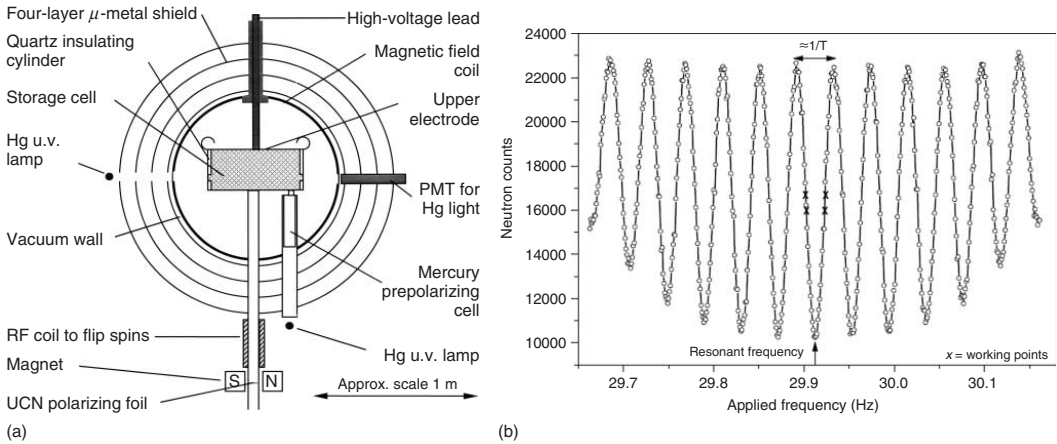 Four-layer μ-metal shield
Quartz insulating
cylinder
Storage cell
Hg u.v.
lamp
Vacuum wall
RF coil to flip spins
Magnet
UCN polarizing foil
High-voltage lead
Magnetic field
coil
Upper
electrode
PMT for
Hg light
Mercury
prepolarizing
cell
Hg u.v. lamp
S N
Approx. scale 1 m
(a)
24000
22000
20000
18000
16000
14000
12000
10000
Neutron counts
≈1/T
Resonant frequency
x = working points
29.7 29.8 29.9 30.0 30.1
Applied frequency (Hz)
(b)